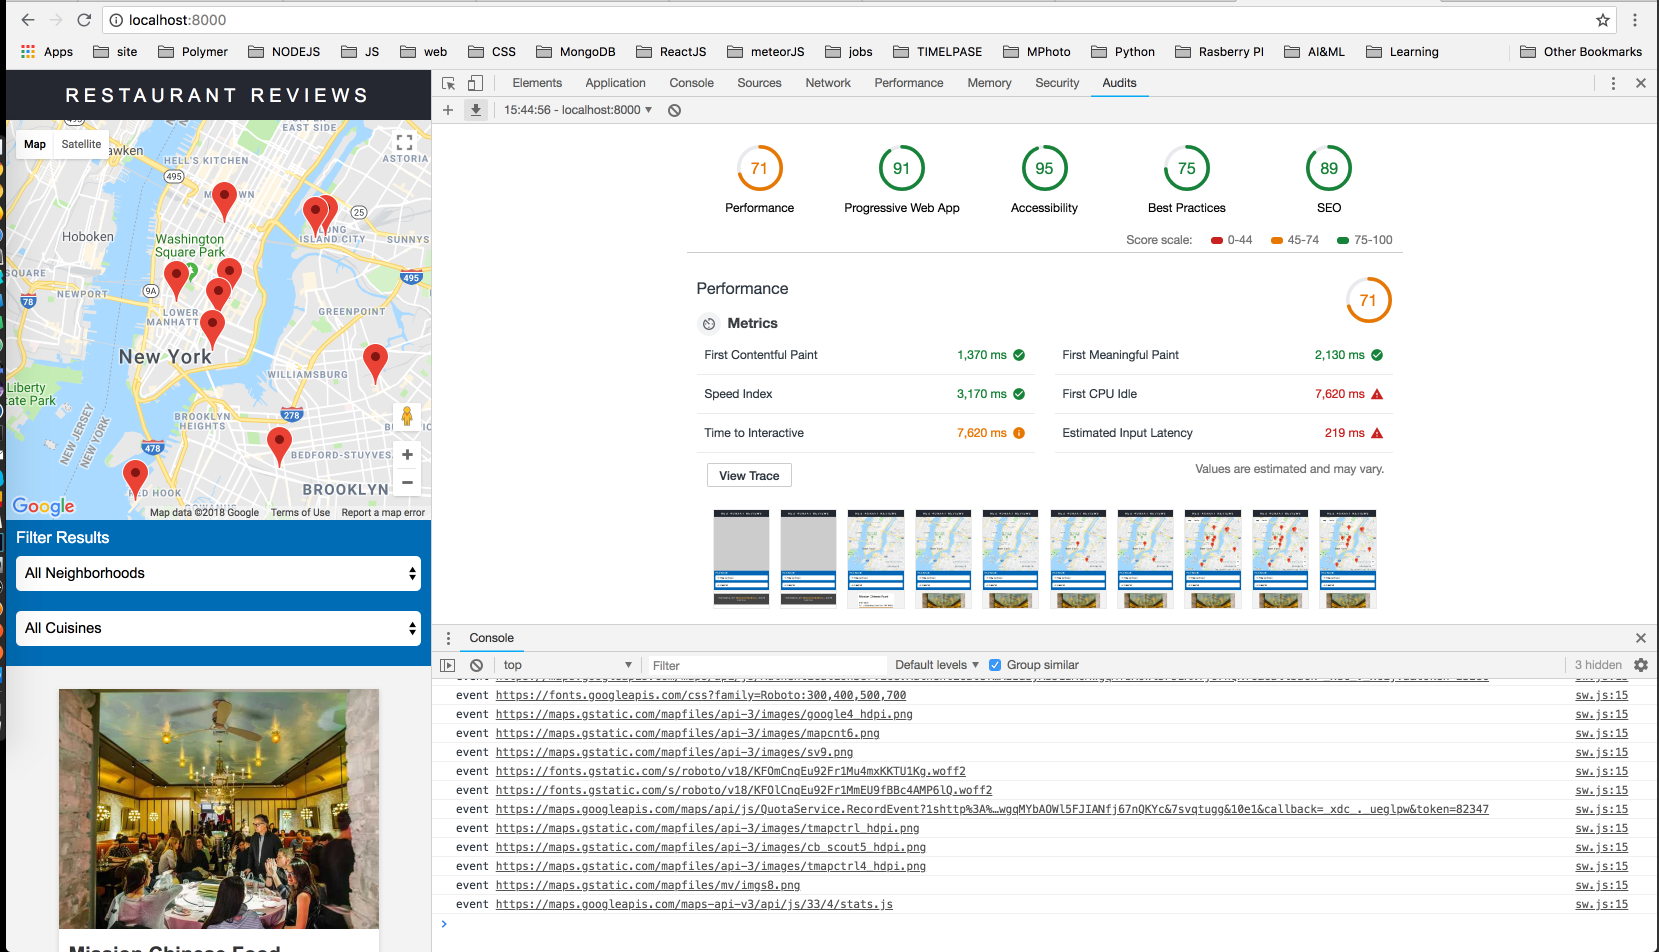 localhost:8000
Apps site Polymer NODEJS JS web CSS MongoDB ReactJS meteorJS jobs TIMELPASE MPhoto Python Rasberry PI AI&ML Learning Other Bookmarks
RESTAURANT REVIEWS
Elements Application Console Sources Network Performance Memory Security Audits
15:44:56 - localhost:8000
Map Satellite
EAST SIDE
ASTORIA
HELL'S KITCHEN
495
25
LONG ISLAND CITY
SUNNYS
Hoboken
Washington Square Park
SQUARE
NEWPORT
78
9A
495
LOWER MANHATT
GREENPOINT
New York
WILLIAMSBURG
Liberty
ate Park
NEW JERSEY
NEW YORK
BROOKLYN HEIGHTS
278
478
BEDFORD-STUYVES
RED HOOK
BROOKLYN
GOWANUS
Google
Map data ©2018 Google Terms of Use Report a map error
Filter Results
All Neighborhoods
All Cuisines
Mission Chinese Food
71 91 95 75 89
Performance Progressive Web App Accessibility Best Practices SEO
Score scale: 0-44 45-74 75-100
Performance 71
Metrics
First Contentful Paint 1,370 ms First Meaningful Paint 2,130 ms
Speed Index 3,170 ms First CPU Idle 7,620 ms
Time to Interactive 7,620 ms Estimated Input Latency 219 ms
View Trace Values are estimated and may vary.
Console
top Filter Default levels Group similar 3 hidden
event https://fonts.googleapis.com/css?family=Roboto:300,400,500,700 sw.js:15
event https://maps.gstatic.com/mapfiles/api-3/images/google4_hdpi.png sw.js:15
event https://maps.gstatic.com/mapfiles/api-3/images/mapcnt6.png sw.js:15
event https://maps.gstatic.com/mapfiles/api-3/images/sv9.png sw.js:15
event https://fonts.gstatic.com/s/roboto/v18/KFOmCnqEu92Fr1Mu4mxKKTU1Kg.woff2 sw.js:15
event https://fonts.gstatic.com/s/roboto/v18/KFOlCnqEu92Fr1MmEU9fBBc4AMP6lQ.woff2 sw.js:15
event https://maps.googleapis.com/maps/api/js/QuotaService.RecordEvent?1shttp%3A%…wgqMYbAOWl5FJIANfj67nQKYc&7svqtugg&10e1&callback=_xdc_._ueglpw&token=82347 sw.js:15
event https://maps.gstatic.com/mapfiles/api-3/images/tmapctrl_hdpi.png sw.js:15
event https://maps.gstatic.com/mapfiles/api-3/images/cb_scout5_hdpi.png sw.js:15
event https://maps.gstatic.com/mapfiles/api-3/images/tmapctrl4_hdpi.png sw.js:15
event https://maps.gstatic.com/mapfiles/mv/imgs8.png sw.js:15
event https://maps.googleapis.com/maps-api-v3/api/js/33/4/stats.js sw.js:15